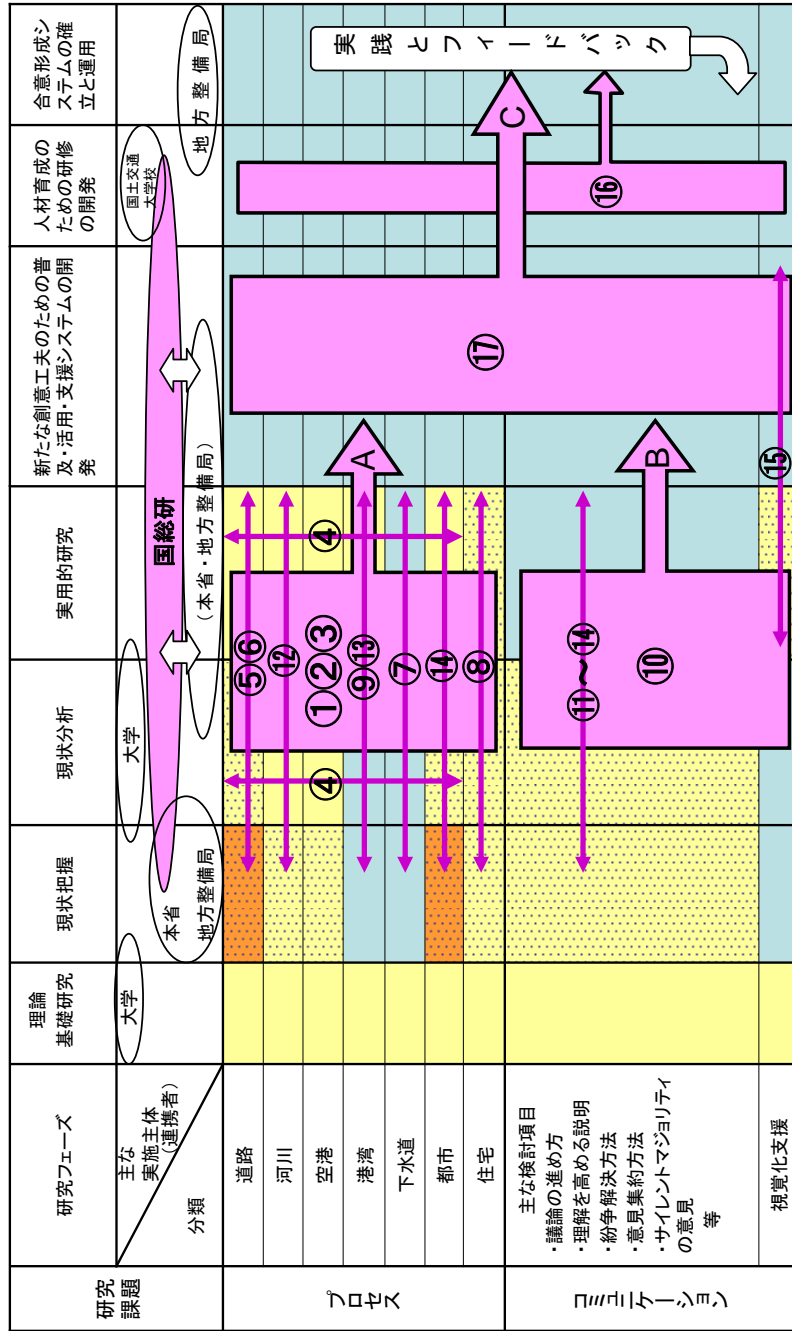 研究
課題
研究フェーズ
理論
基礎研究
現状把握
現状分析
実用的研究
新たな創意工夫のための普
及・活用・支援システムの開
発
人材育成の
ための研修
の開発
合意形成シ
ステムの確
立と運用
主な
実施主体
(連携者)
分類
大学
本省
地方整備局
大学
国総研
(本省・地方整備局)
国土交通
大学校
地方整備局
プロセス
道路
⑤⑥
河川
⑫
空港
①②③
④
④
港湾
⑨⑬
A
下水道
⑦
都市
⑭
住宅
⑧
⑰
C
⑯
実践とフィードバック
コミュニケーション
主な検討項目
・議論の進め方
・理解を高める説明
・紛争解決方法
・意見集約方法
・サイレントマジョリティ
の意見
等
⑪〜⑭
⑩
B
視覚化支援
⑮